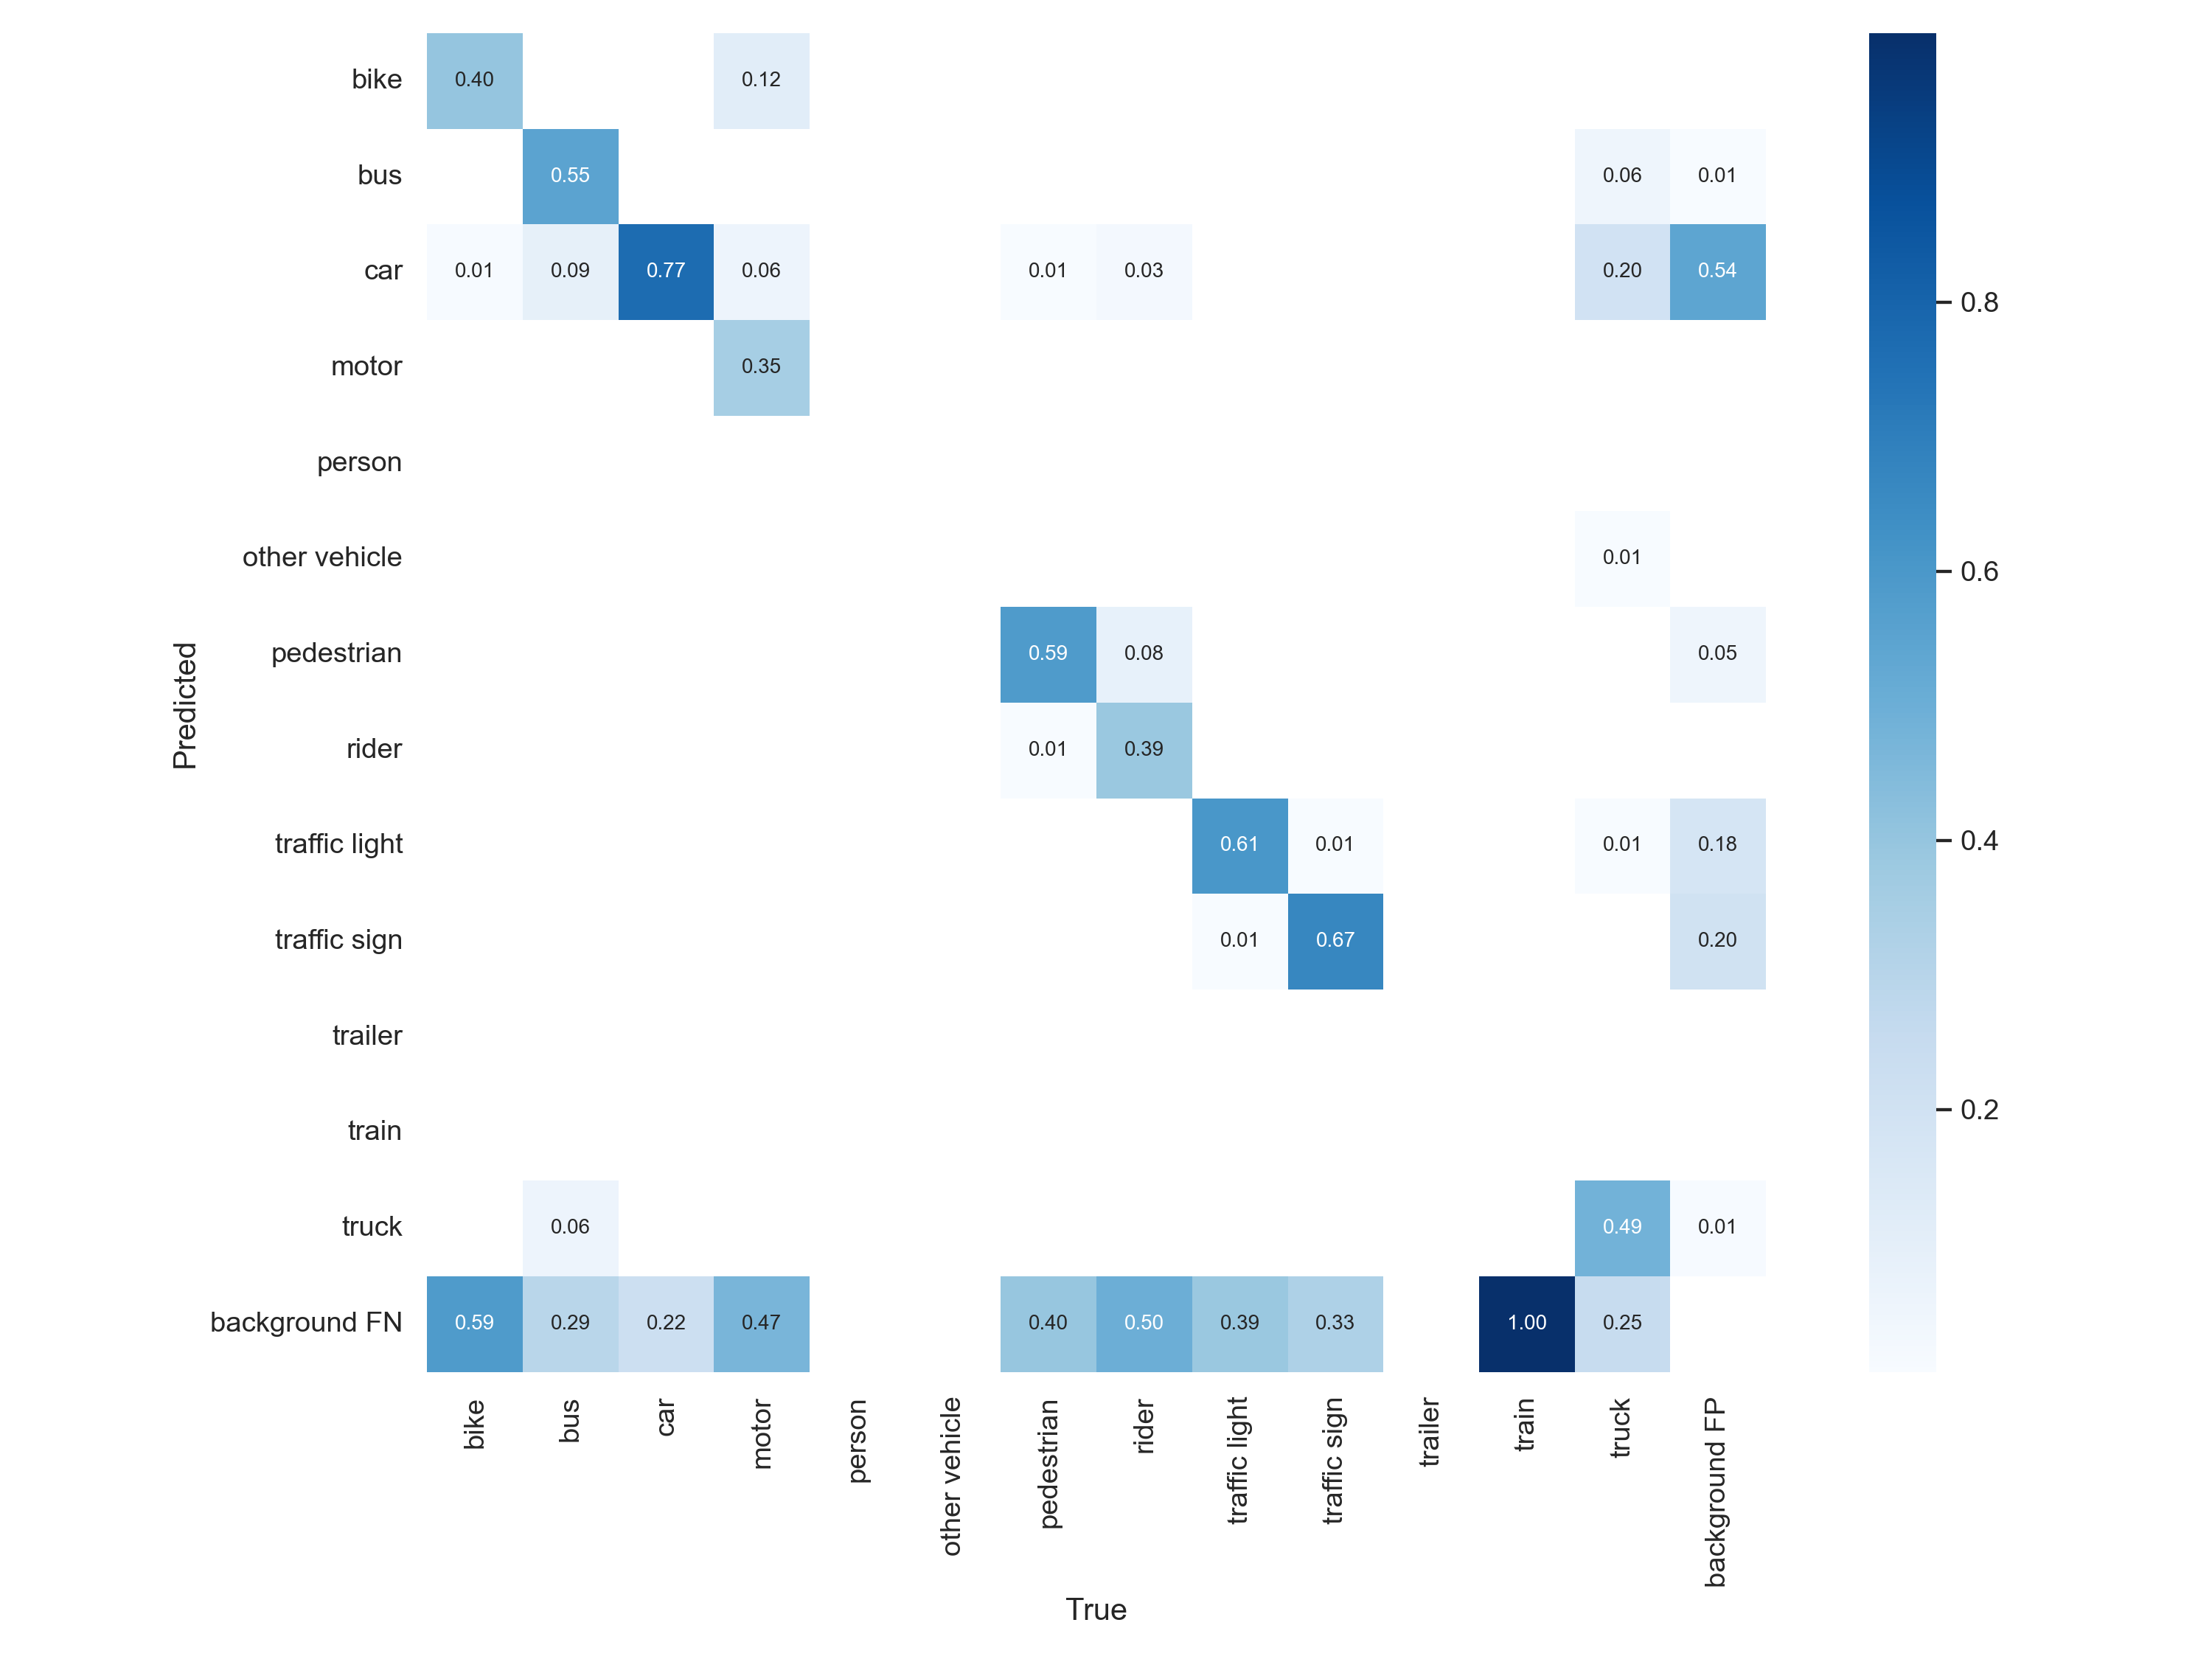 bike 0.40 0.12
bus 0.55 0.06 0.01
car 0.01 0.09 0.77 0.06 0.01 0.03 0.20 0.54
0.8
motor 0.35
person
other vehicle 0.01
0.6
pedestrian 0.59 0.08 0.05
Predicted
rider 0.01 0.39
traffic light 0.61 0.01 0.01 0.18
0.4
traffic sign 0.01 0.67 0.20
trailer
train
0.2
truck 0.06 0.49 0.01
background FN 0.59 0.29 0.22 0.47 0.40 0.50 0.39 0.33 1.00 0.25
bike
bus
car
motor
person
other vehicle
pedestrian
rider
traffic light
traffic sign
trailer
train
truck
background FP
True